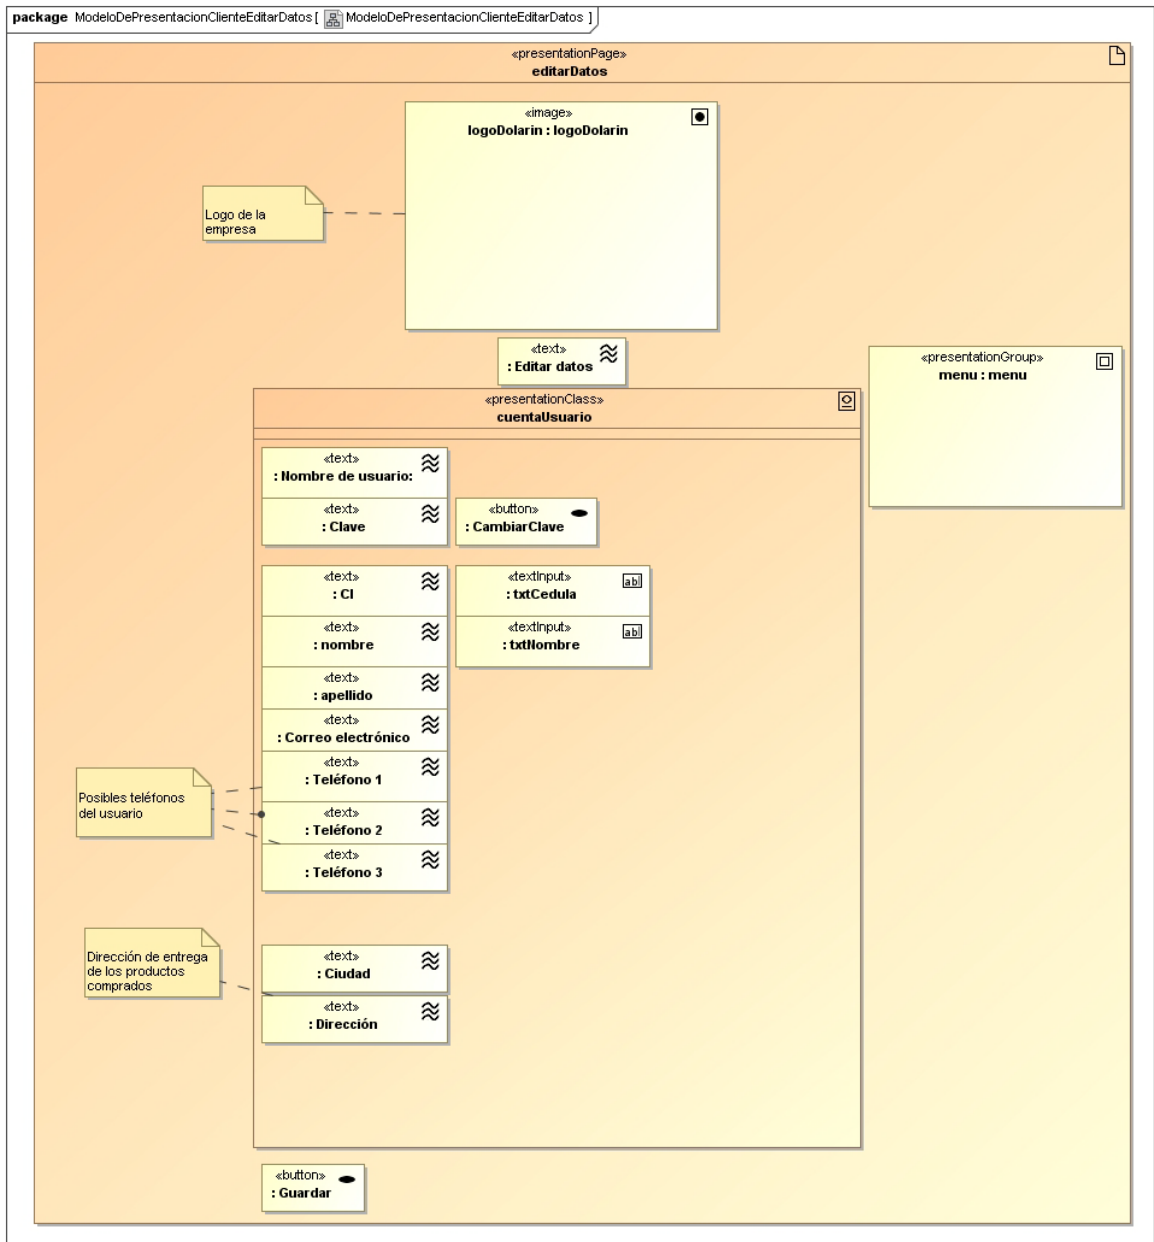 package ModeloDePresentacionClienteEditarDatos [ ModeloDePresentacionClienteEditarDatos ]
«presentationPage»
editarDatos
«image»
logoDolarin : logoDolarin
Logo de la
empresa
«text»
: Editar datos
«presentationGroup»
menu : menu
«presentationClass»
cuentaUsuario
«text»
: Nombre de usuario:
«text»
: Clave
«button»
: CambiarClave
«text»
: CI
«textInput»
: txtCedula
«text»
: nombre
«textInput»
: txtNombre
«text»
: apellido
«text»
: Correo electrónico
«text»
: Teléfono 1
Posibles teléfonos
del usuario
«text»
: Teléfono 2
«text»
: Teléfono 3
Dirección de entrega
de los productos
comprados
«text»
: Ciudad
«text»
: Dirección
«button»
: Guardar